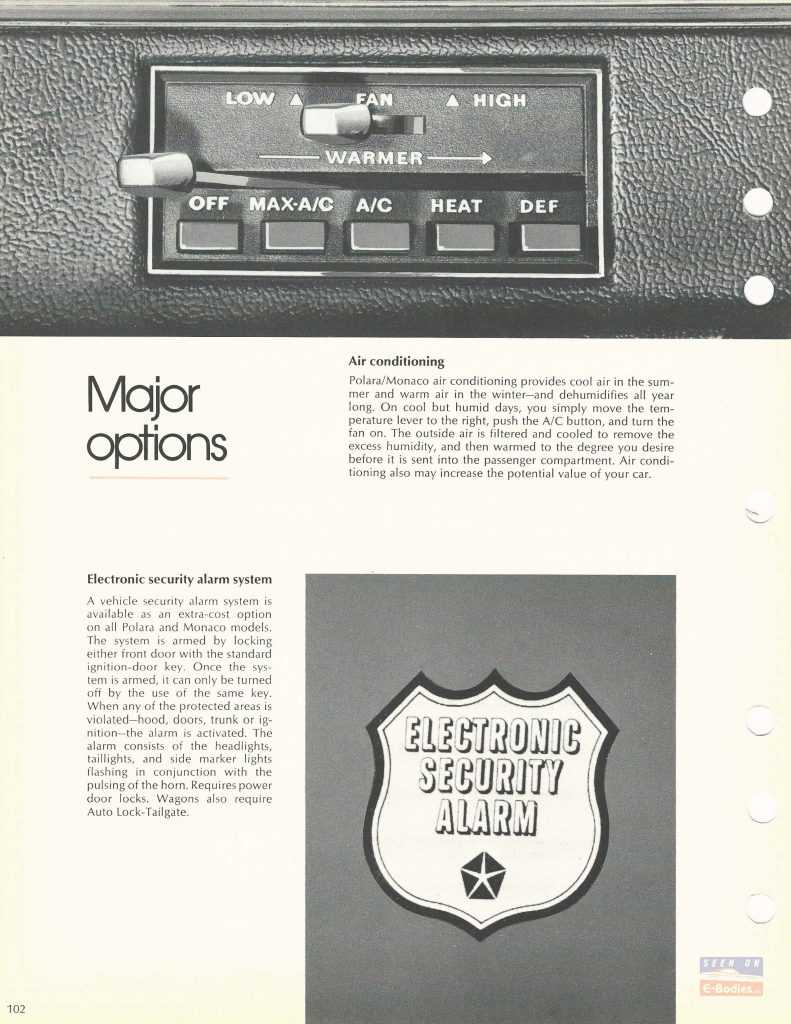 LOW ▲ FAN ▲ HIGH
WARMER
OFF MAX-A/C A/C HEAT DEF
Major
options
Air conditioning
Polara/Monaco air conditioning provides cool air in the sum-
mer and warm air in the winter—and dehumidifies all year
long. On cool but humid days, you simply move the tem-
perature lever to the right, push the A/C button, and turn the
fan on. The outside air is filtered and cooled to remove the
excess humidity, and then warmed to the degree you desire
before it is sent into the passenger compartment. Air condi-
tioning also may increase the potential value of your car.
Electronic security alarm system
A vehicle security alarm system is
available as an extra-cost option
on all Polara and Monaco models.
The system is armed by locking
either front door with the standard
ignition-door key. Once the sys-
tem is armed, it can only be turned
off by the use of the same key.
When any of the protected areas is
violated—hood, doors, trunk or ig-
nition—the alarm is activated. The
alarm consists of the headlights,
taillights, and side marker lights
flashing in conjunction with the
pulsing of the horn. Requires power
door locks. Wagons also require
Auto Lock-Tailgate.
ELECTRONIC
SECURITY
ALARM
SEEN ON
E-Bodies
102